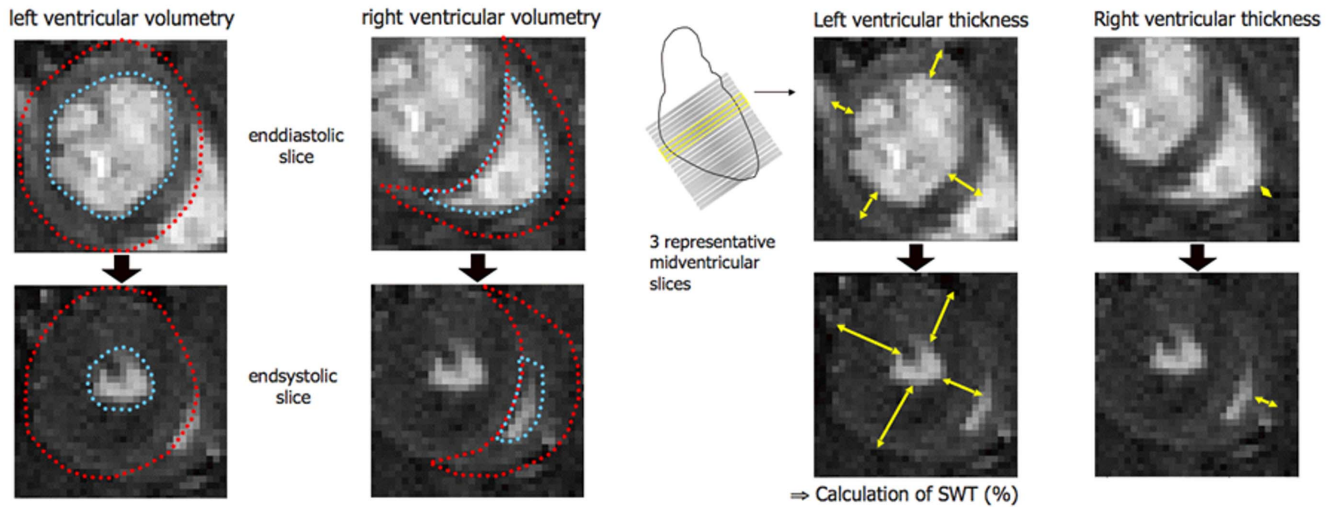 left ventricular volumetry
right ventricular volumetry
Left ventricular thickness
Right ventricular thickness
enddiastolic
slice
3 representative
midventricular
slices
endsystolic
slice
⇒ Calculation of SWT (%)